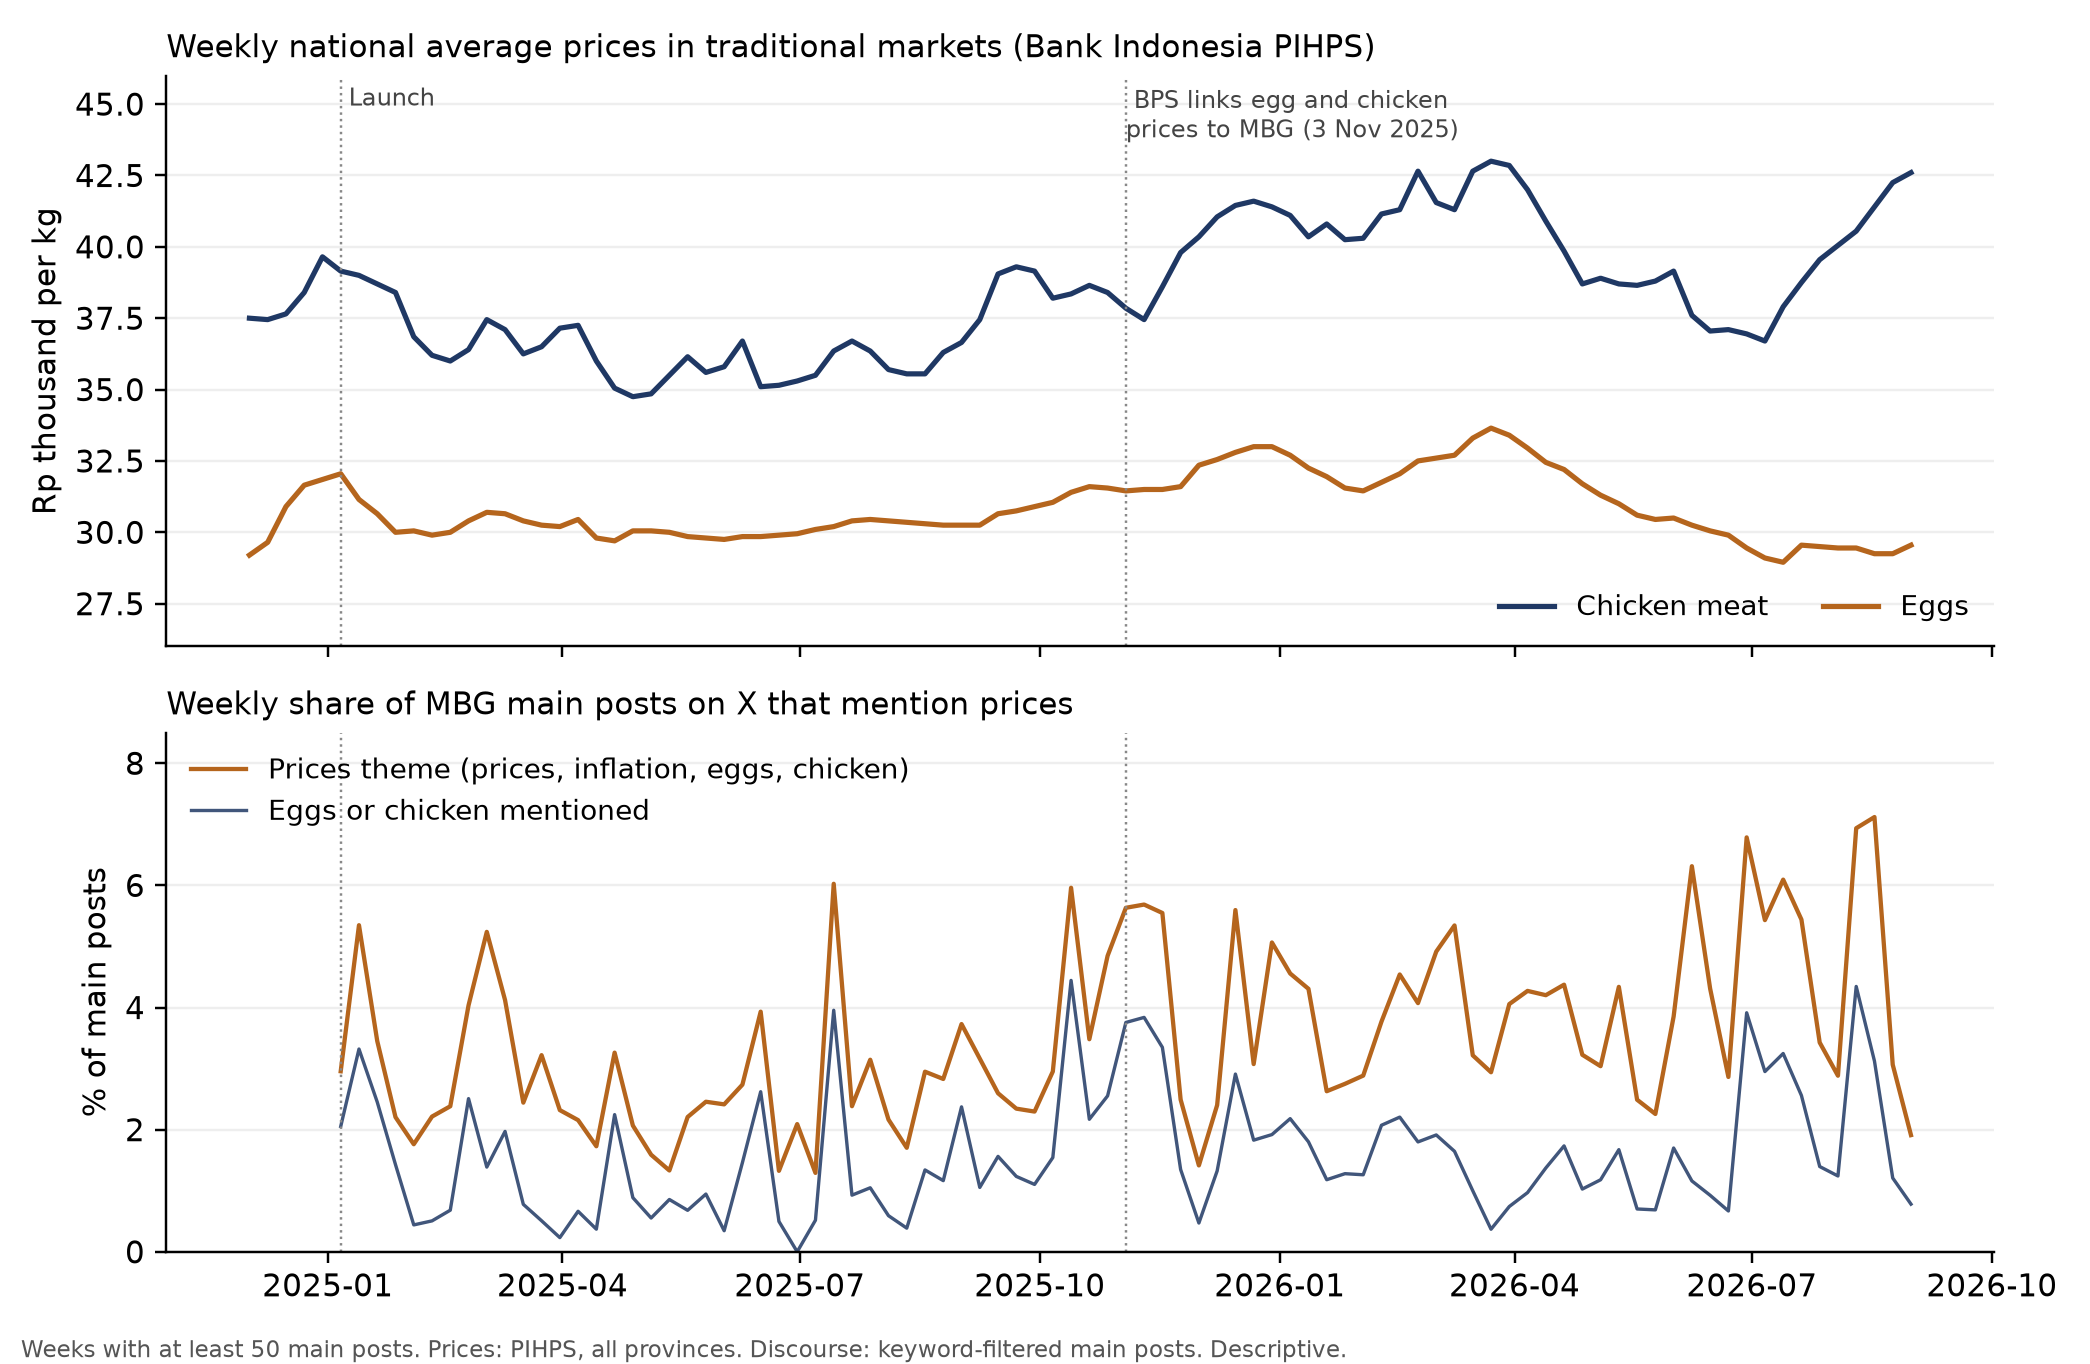 Weekly national average prices in traditional markets (Bank Indonesia PIHPS)
Launch
BPS links egg and chicken
prices to MBG (3 Nov 2025)
Rp thousand per kg
45.0
42.5
40.0
37.5
35.0
32.5
30.0
27.5
Chicken meat
Eggs
Weekly share of MBG main posts on X that mention prices
Prices theme (prices, inflation, eggs, chicken)
Eggs or chicken mentioned
% of main posts
8
6
4
2
0
2025-01 2025-04 2025-07 2025-10 2026-01 2026-04 2026-07 2026-10
Weeks with at least 50 main posts. Prices: PIHPS, all provinces. Discourse: keyword-filtered main posts. Descriptive.